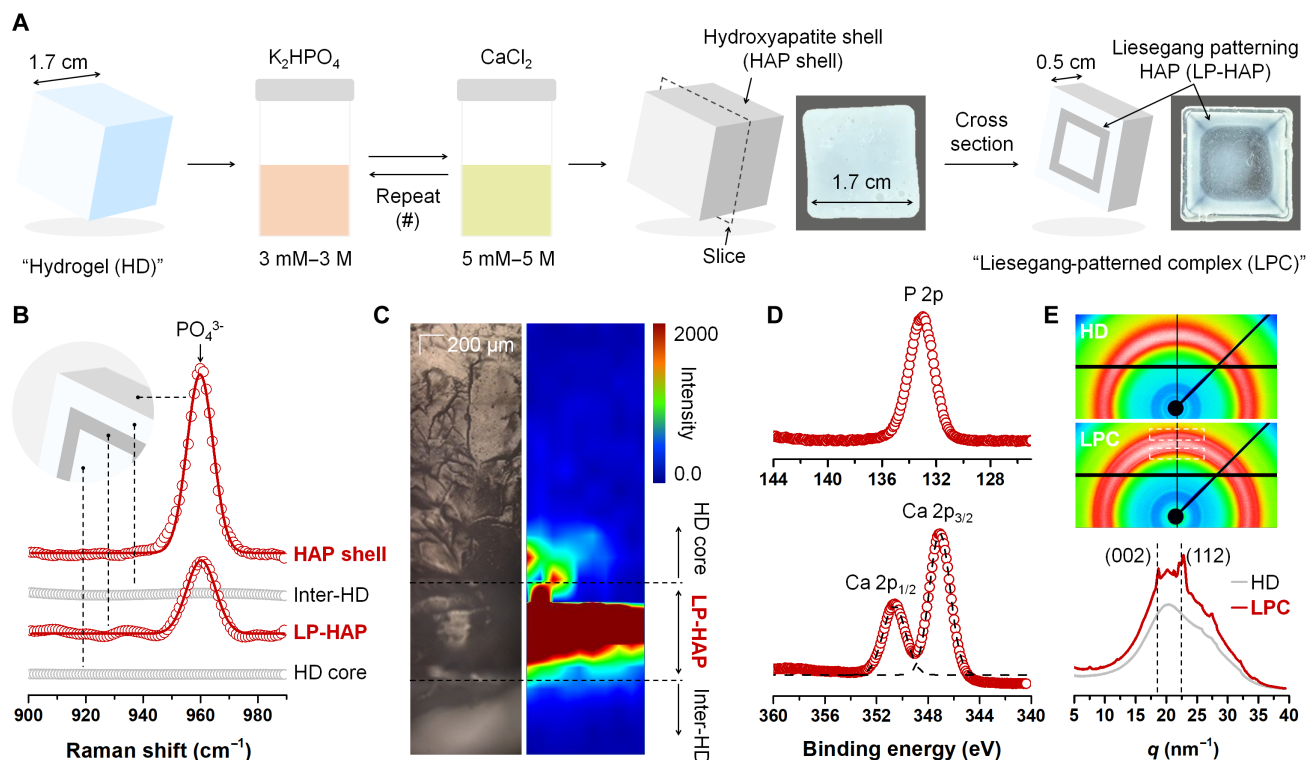 A
1.7 cm
"Hydrogel (HD)"
K₂HPO₄
3 mM–3 M
Repeat
(#)
CaCl₂
5 mM–5 M
Hydroxyapatite shell
(HAP shell)
Slice
1.7 cm
Cross
section
0.5 cm
Liesegang patterning
HAP (LP-HAP)
"Liesegang-patterned complex (LPC)"
B
PO₄³⁻
HAP shell
Inter-HD
LP-HAP
HD core
900 920 940 960 980
Raman shift (cm⁻¹)
C
200 µm
2000
Intensity
0.0
HD core
LP-HAP
Inter-HD
D
P 2p
144 140 136 132 128
Ca 2p₃/₂
Ca 2p₁/₂
360 356 352 348 344 340
Binding energy (eV)
E
HD
LPC
(002)
(112)
HD
LPC
5 10 15 20 25 30 35 40
q (nm⁻¹)